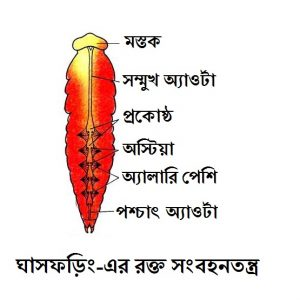 মস্তক
সম্মুখ অ্যাওর্টা
প্রকোষ্ঠ
অস্টিয়া
অ্যালারি পেশি
পশ্চাৎ অ্যাওর্টা
ঘাসফড়িং-এর রক্ত সংবহনতন্ত্র